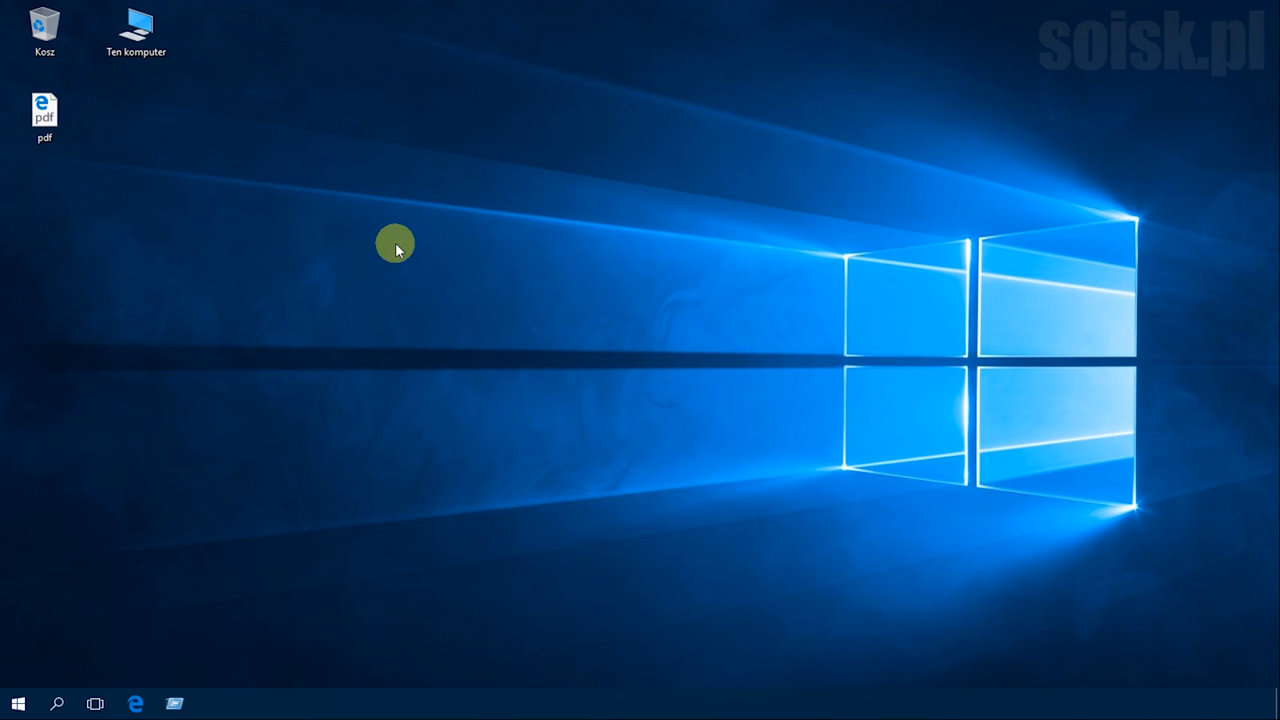 soisk.pl
Kosz
Ten komputer
pdf
pdf